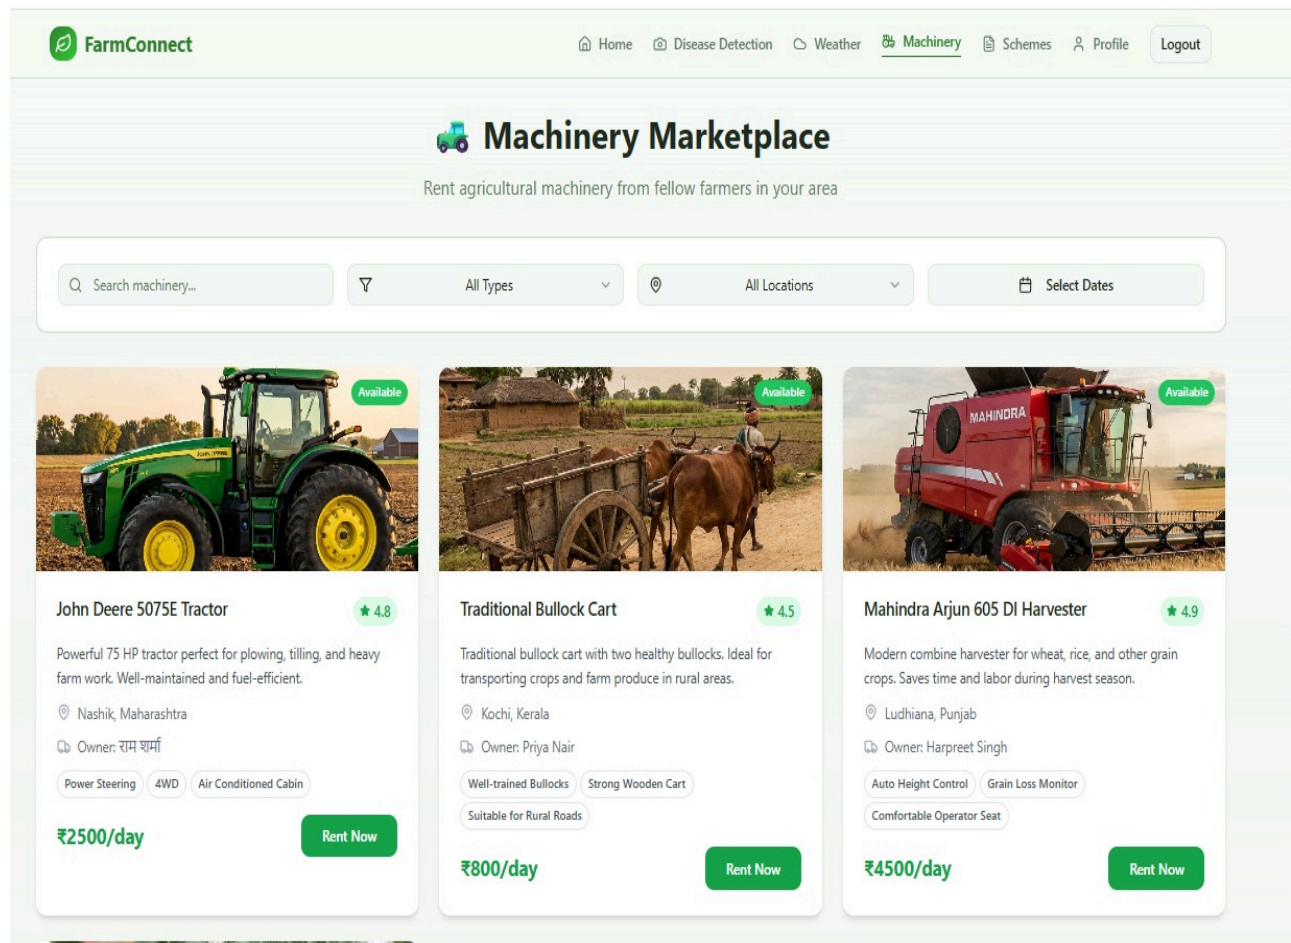 FarmConnect
Home
Disease Detection
Weather
Machinery
Schemes
Profile
Logout
Machinery Marketplace
Rent agricultural machinery from fellow farmers in your area
Search machinery...
All Types
All Locations
Select Dates
Available
JOHN DEERE
John Deere 5075E Tractor
4.8
Powerful 75 HP tractor perfect for plowing, tilling, and heavy
farm work. Well-maintained and fuel-efficient.
Nashik, Maharashtra
Owner: राम शर्मा
Power Steering
4WD
Air Conditioned Cabin
₹2500/day
Rent Now
Available
Traditional Bullock Cart
4.5
Traditional bullock cart with two healthy bullocks. Ideal for
transporting crops and farm produce in rural areas.
Kochi, Kerala
Owner: Priya Nair
Well-trained Bullocks
Strong Wooden Cart
Suitable for Rural Roads
₹800/day
Rent Now
Available
MAHINDRA
Mahindra Arjun 605 DI Harvester
4.9
Modern combine harvester for wheat, rice, and other grain
crops. Saves time and labor during harvest season.
Ludhiana, Punjab
Owner: Harpreet Singh
Auto Height Control
Grain Loss Monitor
Comfortable Operator Seat
₹4500/day
Rent Now